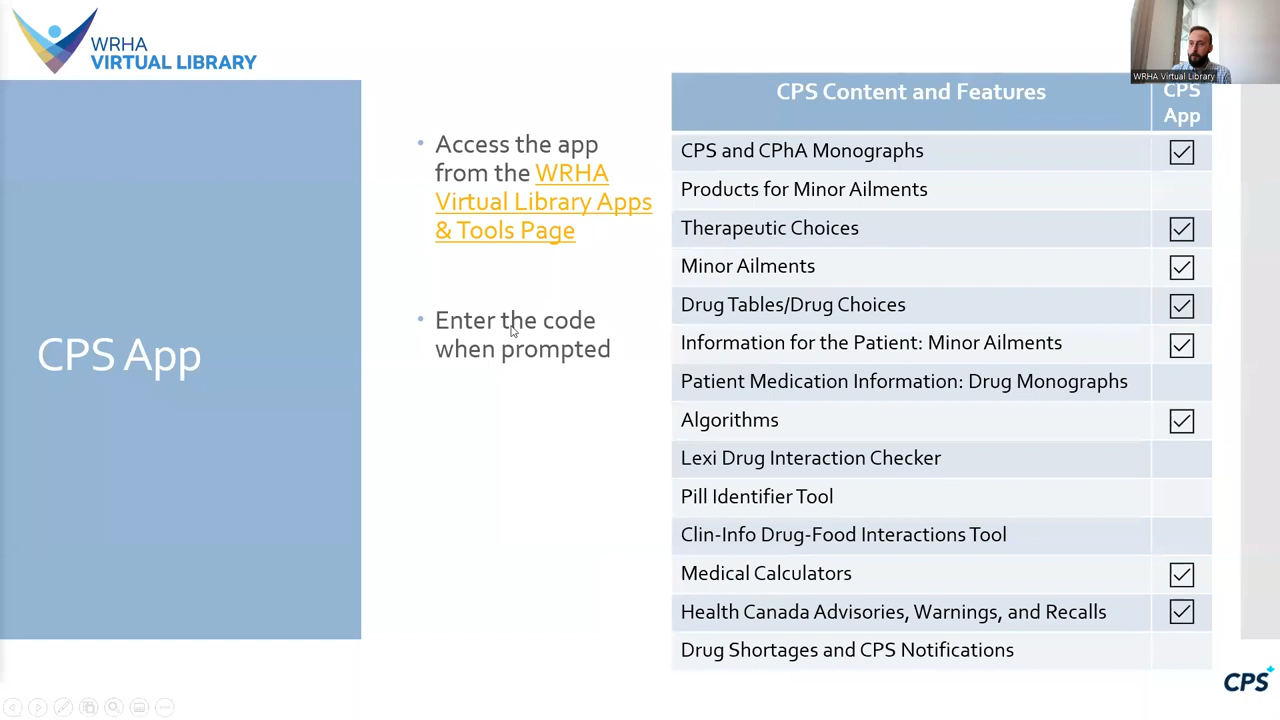 WRHA
VIRTUAL LIBRARY
CPS App
• Access the app
from the WRHA
Virtual Library Apps
& Tools Page
• Enter the code
when prompted
CPS Content and Features
CPS
App
CPS and CPhA Monographs ☑
Products for Minor Ailments
Therapeutic Choices ☑
Minor Ailments ☑
Drug Tables/Drug Choices ☑
Information for the Patient: Minor Ailments ☑
Patient Medication Information: Drug Monographs
Algorithms ☑
Lexi Drug Interaction Checker
Pill Identifier Tool
Clin-Info Drug-Food Interactions Tool
Medical Calculators ☑
Health Canada Advisories, Warnings, and Recalls ☑
Drug Shortages and CPS Notifications
WRHA Virtual Library
CPS